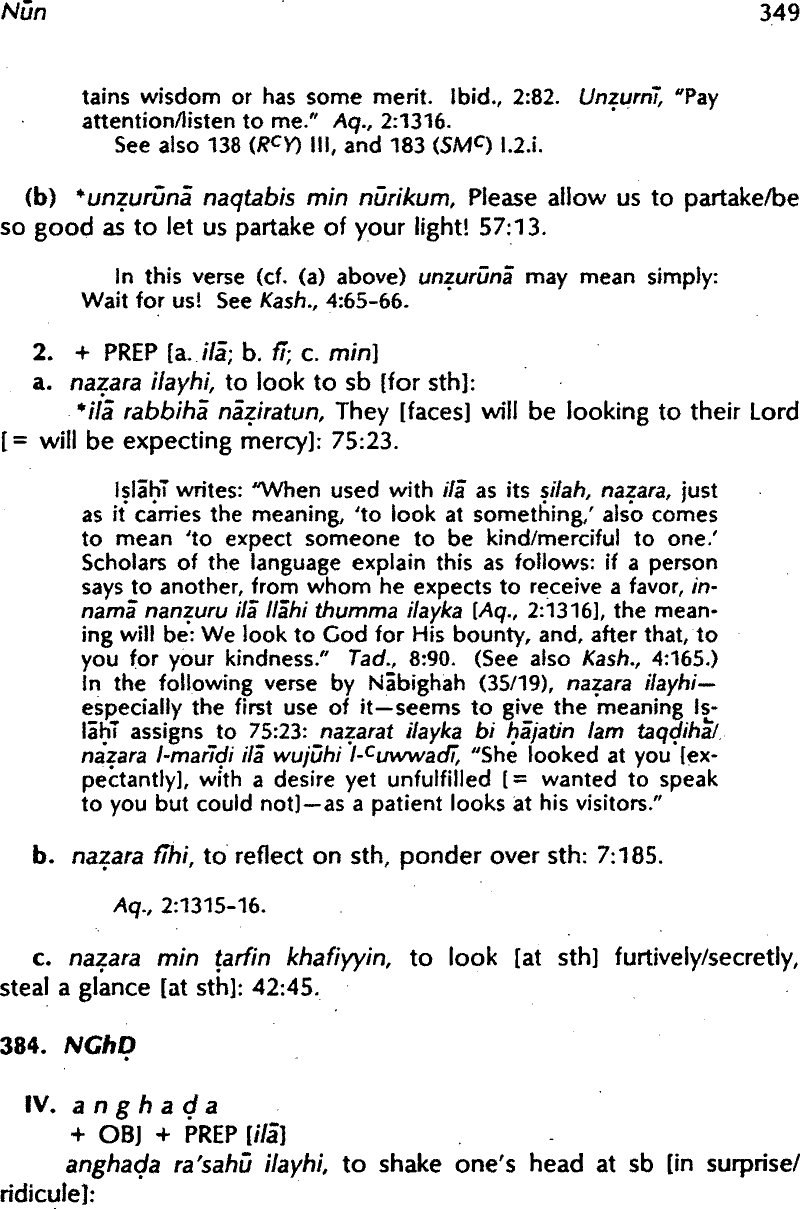 Nūn 349
tains wisdom or has some merit. Ibid., 2:82. Unẓurnī, "Pay
attention/listen to me." Aq., 2:1316.
See also 138 (RᶜY) III, and 183 (SMᶜ) I.2.i.
(b) *unẓurūnā naqtabis min nūrikum, Please allow us to partake/be
so good as to let us partake of your light! 57:13.
In this verse (cf. (a) above) unẓurūnā may mean simply:
Wait for us! See Kash., 4:65-66.
2. + PREP [a. ilā; b. fī; c. min]
a. naẓara ilayhi, to look to sb [for sth]:
*ilā rabbihā nāẓiratun, They [faces] will be looking to their Lord
[= will be expecting mercy]: 75:23.
Iṣlāḥī writes: "When used with ilā as its ṣilah, naẓara, just
as it carries the meaning, 'to look at something,' also comes
to mean 'to expect someone to be kind/merciful to one.'
Scholars of the language explain this as follows: if a person
says to another, from whom he expects to receive a favor, in-
namā nanẓuru ilā llāhi thumma ilayka [Aq., 2:1316], the mean-
ing will be: We look to God for His bounty, and, after that, to
you for your kindness." Tad., 8:90. (See also Kash., 4:165.)
In the following verse by Nābighah (35/19), naẓara ilayhi—
especially the first use of it—seems to give the meaning Iṣ-
lāḥī assigns to 75:23: naẓarat ilayka bi ḥājatin lam taqḍihā/
naẓara l-marīḍi ilā wujūhi l-ᶜuwwadī, "She looked at you [ex-
pectantly], with a desire yet unfulfilled [= wanted to speak
to you but could not]—as a patient looks at his visitors."
b. naẓara fīhi, to reflect on sth, ponder over sth: 7:185.
Aq., 2:1315-16.
c. naẓara min ṭarfin khafiyyin, to look [at sth] furtively/secretly,
steal a glance [at sth]: 42:45.
384. NGhḌ
IV. a n g h a ḍ a
+ OBJ + PREP [ilā]
anghaḍa ra'sahū ilayhi, to shake one's head at sb [in surprise/
ridicule]: